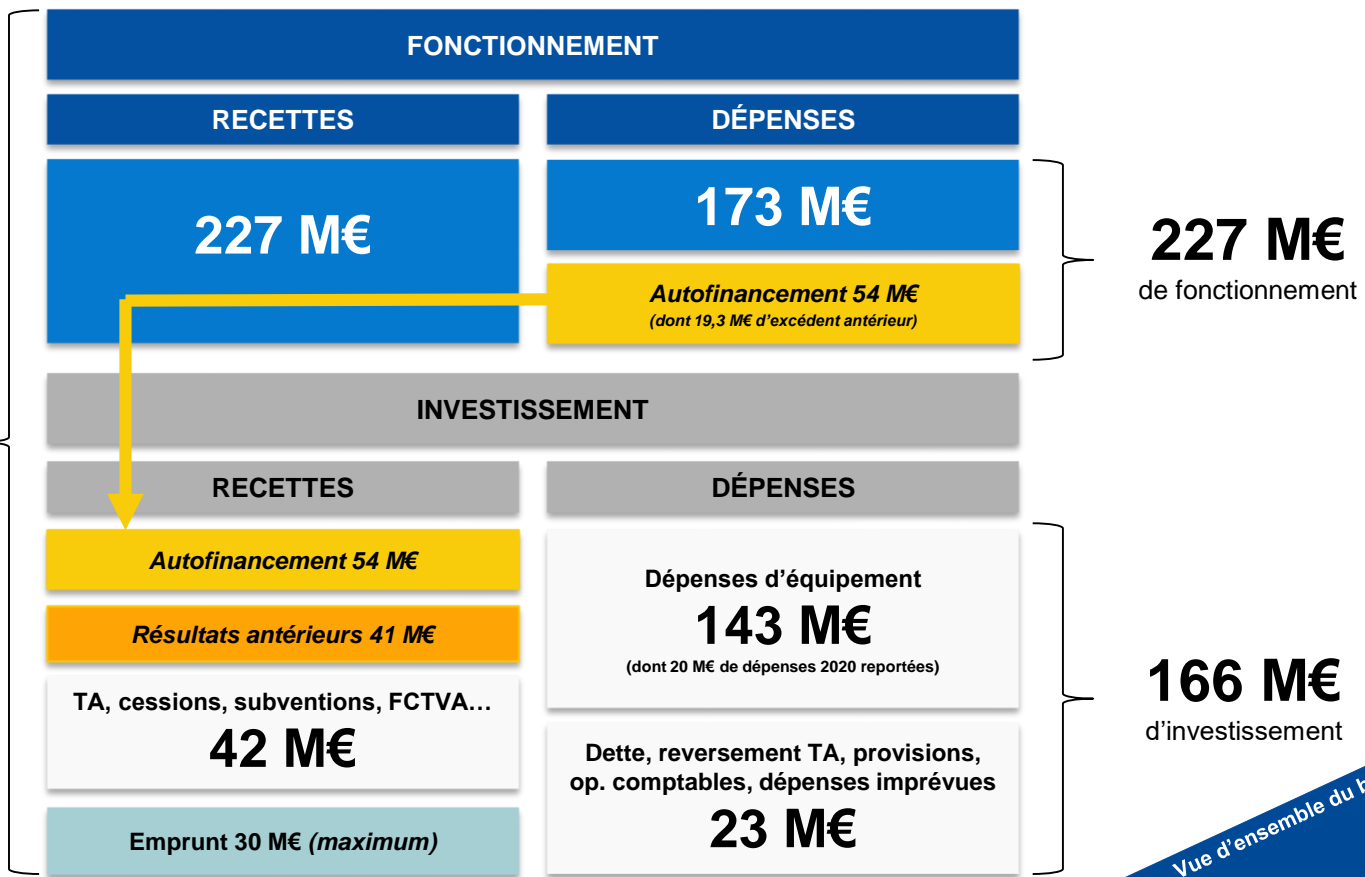 FONCTIONNEMENT
RECETTES
DÉPENSES
227 M€
173 M€
Autofinancement 54 M€
(dont 19,3 M€ d'excédent antérieur)
227 M€
de fonctionnement
INVESTISSEMENT
RECETTES
DÉPENSES
Autofinancement 54 M€
Résultats antérieurs 41 M€
TA, cessions, subventions, FCTVA…
42 M€
Emprunt 30 M€ (maximum)
Dépenses d'équipement
143 M€
(dont 20 M€ de dépenses 2020 reportées)
Dette, reversement TA, provisions,
op. comptables, dépenses imprévues
23 M€
166 M€
d'investissement
Vue d'ensemble du